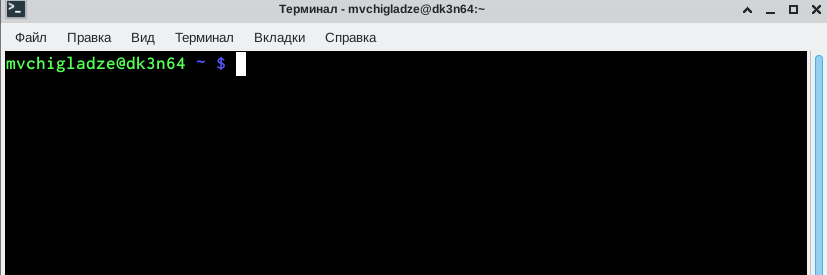 Терминал - mvchigladze@dk3n64:~
Файл Правка Вид Терминал Вкладки Справка
mvchigladze@dk3n64 ~ $